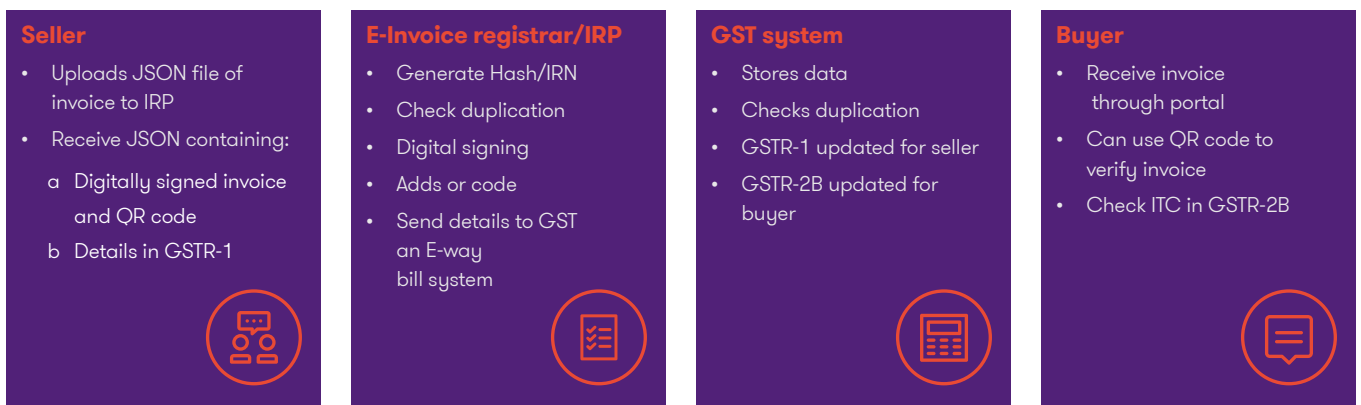 Seller
• Uploads JSON file of
invoice to IRP
• Receive JSON containing:
a Digitally signed invoice
and QR code
b Details in GSTR-1
E-Invoice registrar/IRP
• Generate Hash/IRN
• Check duplication
• Digital signing
• Adds or code
• Send details to GST
an E-way
bill system
GST system
• Stores data
• Checks duplication
• GSTR-1 updated for seller
• GSTR-2B updated for
buyer
Buyer
• Receive invoice
through portal
• Can use QR code to
verify invoice
• Check ITC in GSTR-2B